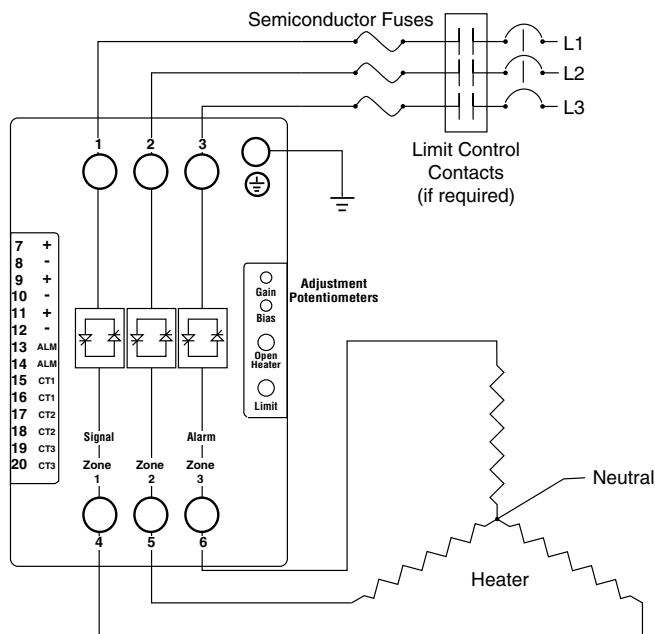 Semiconductor Fuses
L1
L2
L3
Limit Control
Contacts
(if required)
1 2 3
7 +
8 -
9 +
10 -
11 +
12 -
13 ALM
14 ALM
15 CT1
16 CT1
17 CT2
18 CT2
19 CT3
20 CT3
Gain
Bias
Open
Heater
Limit
Adjustment
Potentiometers
Signal Alarm
Zone Zone Zone
1 2 3
4 5 6
Neutral
Heater